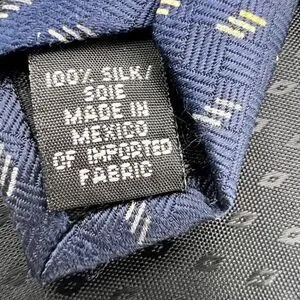 100% SILK/
SOIE
MADE IN
MEXICO
OF IMPORTED
FABRIC